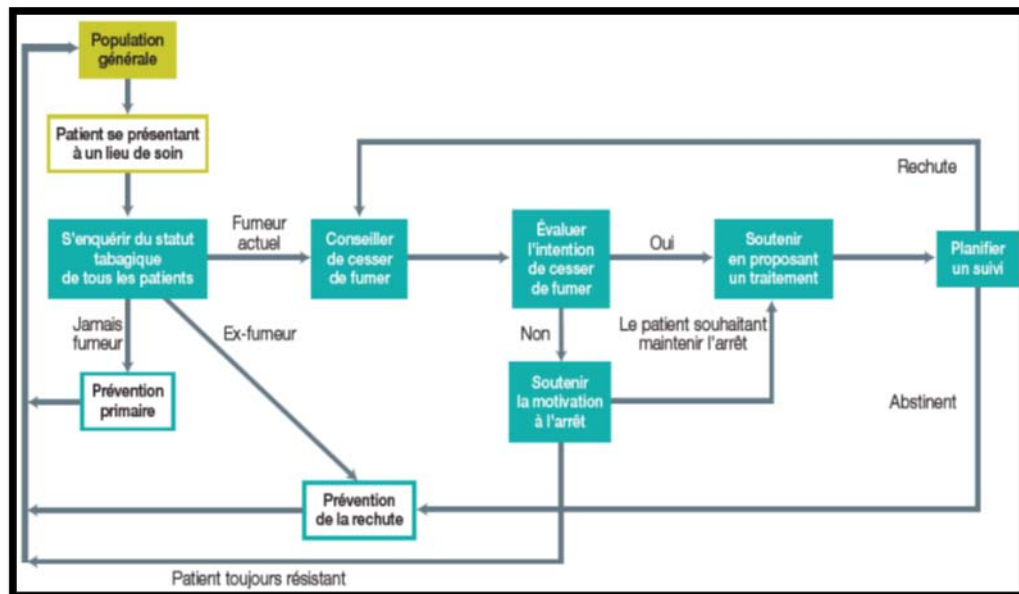 Population
générale
Patient se présentant
à un lieu de soin
Rechute
S'enquérir du statut
tabagique
de tous les patients
Fumeur
actuel
Conseiller
de cesser
de fumer
Évaluer
l'intention
de cesser
de fumer
Oui
Soutenir
en proposant
un traitement
Planifier
un suivi
Jamais
fumeur
Ex-fumeur
Non
Le patient souhaitant
maintenir l'arrêt
Prévention
primaire
Soutenir
la motivation
à l'arrêt
Abstinent
Prévention
de la rechute
Patient toujours résistant